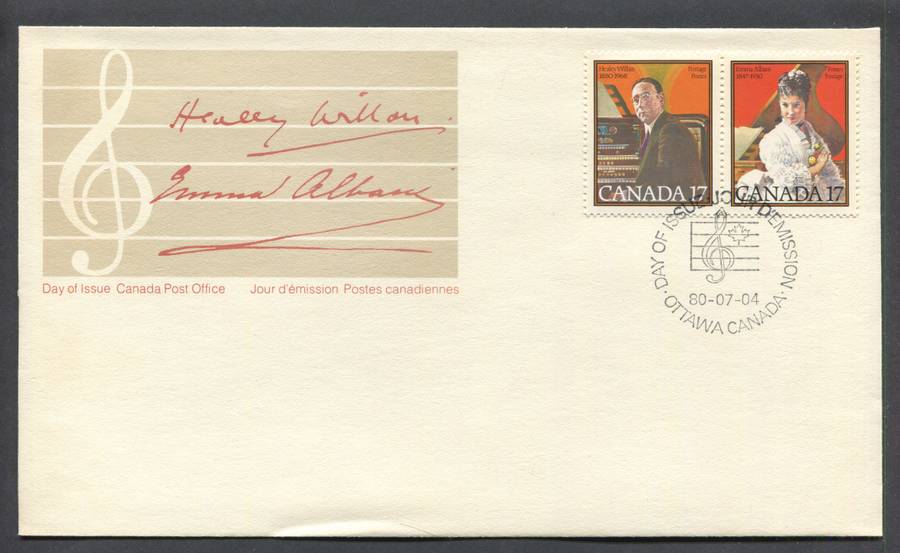 Healey Willan.
Emma Albani
Day of Issue Canada Post Office Jour d'émission Postes canadiennes
Healey Willan Postage
1880-1968 Postes
CANADA 17
Emma Albani Postes
1847-1930 Postage
CANADA 17
DAY OF ISSUE · JOUR D'ÉMISSION ·
80-07-04
OTTAWA CANADA ·